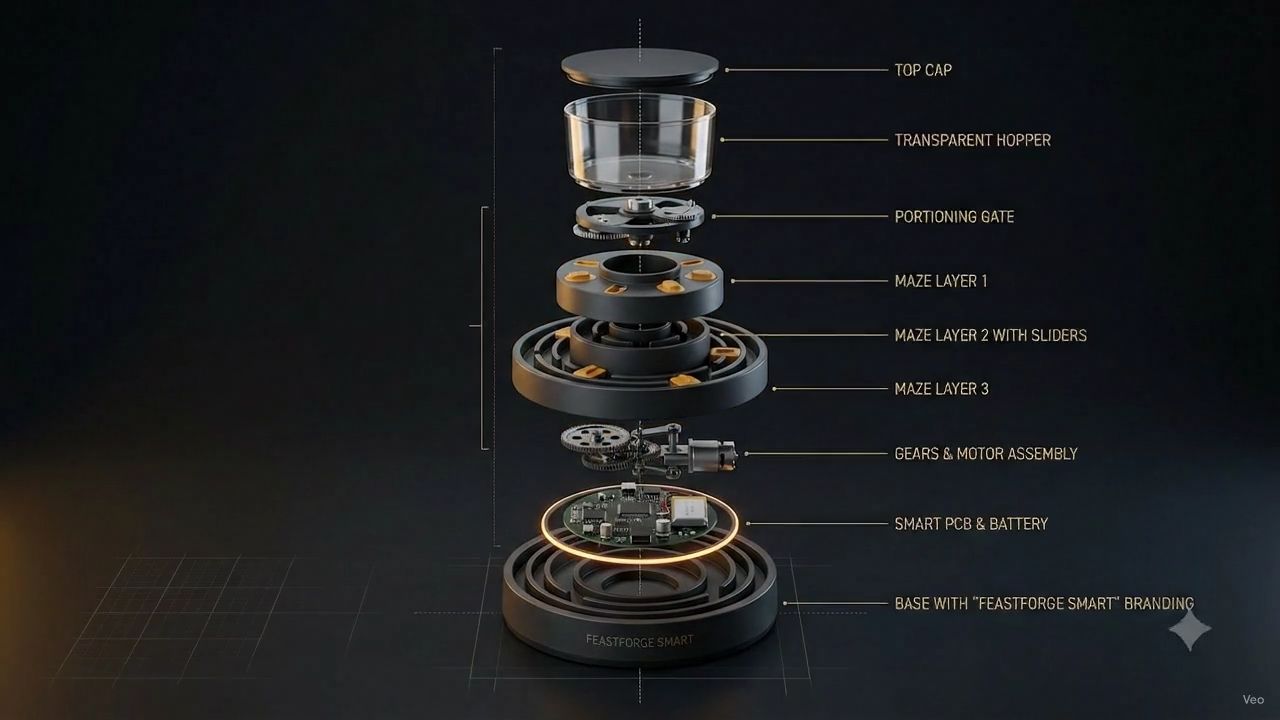 TOP CAP
TRANSPARENT HOPPER
PORTIONING GATE
MAZE LAYER 1
MAZE LAYER 2 WITH SLIDERS
MAZE LAYER 3
GEARS & MOTOR ASSEMBLY
SMART PCB & BATTERY
BASE WITH "FEASTFORGE SMART" BRANDING
FEASTFORGE SMART
Veo